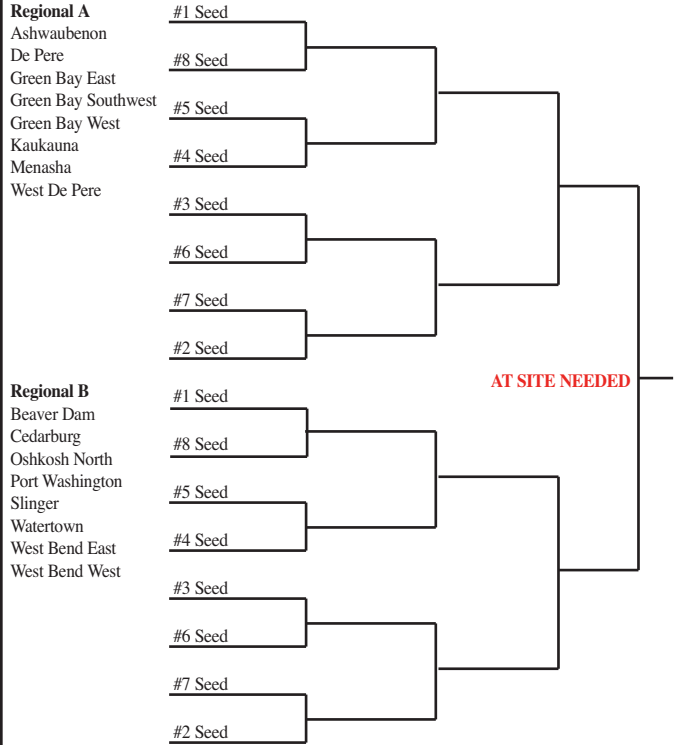 Regional A
Ashwaubenon
De Pere
Green Bay East
Green Bay Southwest
Green Bay West
Kaukauna
Menasha
West De Pere
#1 Seed
#8 Seed
#5 Seed
#4 Seed
#3 Seed
#6 Seed
#7 Seed
#2 Seed
AT SITE NEEDED
Regional B
Beaver Dam
Cedarburg
Oshkosh North
Port Washington
Slinger
Watertown
West Bend East
West Bend West
#1 Seed
#8 Seed
#5 Seed
#4 Seed
#3 Seed
#6 Seed
#7 Seed
#2 Seed